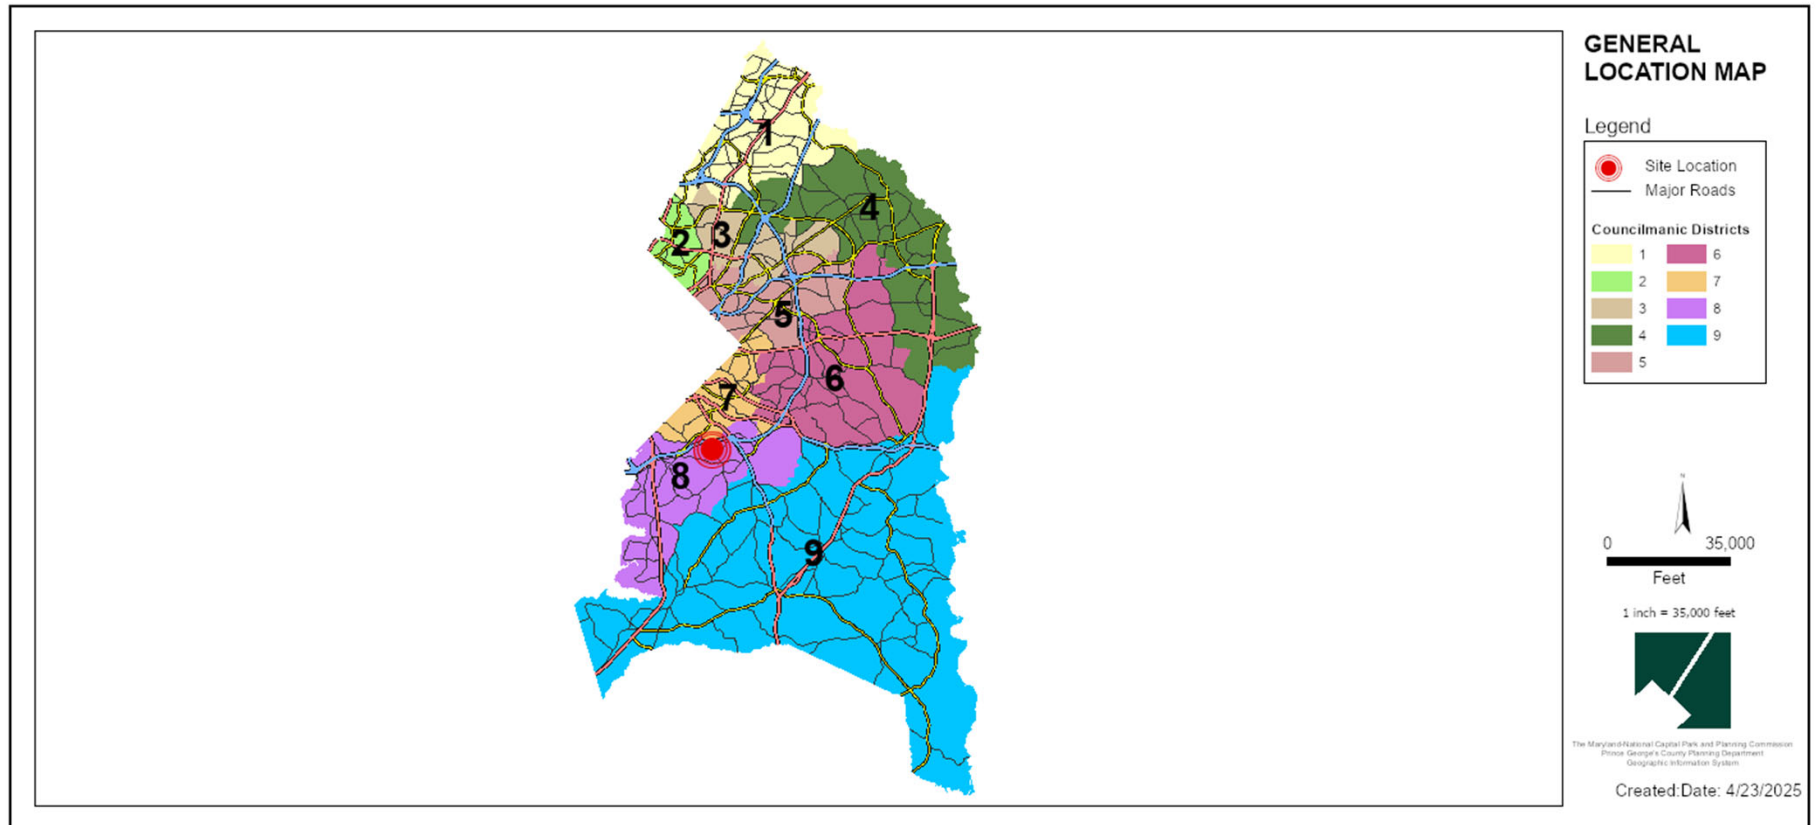 GENERAL
LOCATION MAP
Legend
Site Location
Major Roads
Councilmanic Districts
1 6
2 7
3 8
4 9
5
1
4
2
3
5
6
7
8
9
N
0 35,000
Feet
1 inch = 35,000 feet
The Maryland-National Capital Park and Planning Commission
Prince George's County Planning Department
Geographic Information System
Created:Date: 4/23/2025